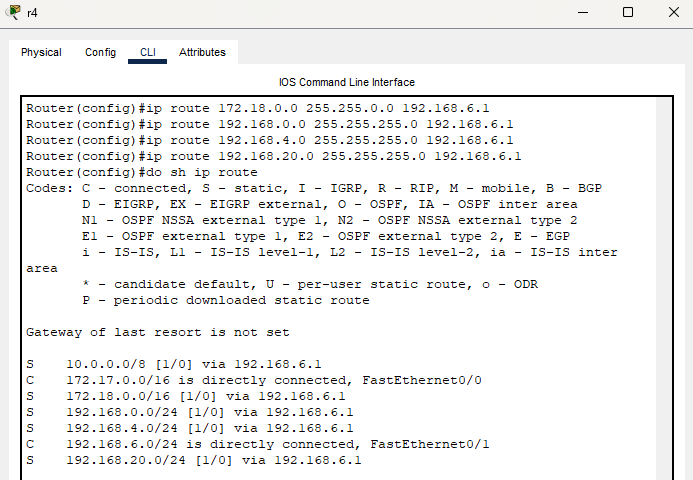 r4
Physical Config CLI Attributes
IOS Command Line Interface
Router(config)#ip route 172.18.0.0 255.255.0.0 192.168.6.1
Router(config)#ip route 192.168.0.0 255.255.255.0 192.168.6.1
Router(config)#ip route 192.168.4.0 255.255.255.0 192.168.6.1
Router(config)#ip route 192.168.20.0 255.255.255.0 192.168.6.1
Router(config)#do sh ip route
Codes: C - connected, S - static, I - IGRP, R - RIP, M - mobile, B - BGP
D - EIGRP, EX - EIGRP external, O - OSPF, IA - OSPF inter area
N1 - OSPF NSSA external type 1, N2 - OSPF NSSA external type 2
E1 - OSPF external type 1, E2 - OSPF external type 2, E - EGP
i - IS-IS, L1 - IS-IS level-1, L2 - IS-IS level-2, ia - IS-IS inter
area
* - candidate default, U - per-user static route, o - ODR
P - periodic downloaded static route
Gateway of last resort is not set
S 10.0.0.0/8 [1/0] via 192.168.6.1
C 172.17.0.0/16 is directly connected, FastEthernet0/0
S 172.18.0.0/16 [1/0] via 192.168.6.1
S 192.168.0.0/24 [1/0] via 192.168.6.1
S 192.168.4.0/24 [1/0] via 192.168.6.1
C 192.168.6.0/24 is directly connected, FastEthernet0/1
S 192.168.20.0/24 [1/0] via 192.168.6.1